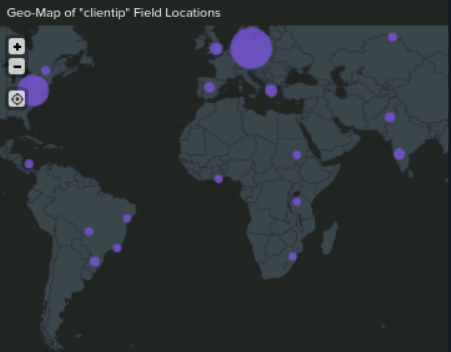 Geo-Map of "clientip" Field Locations
+
−